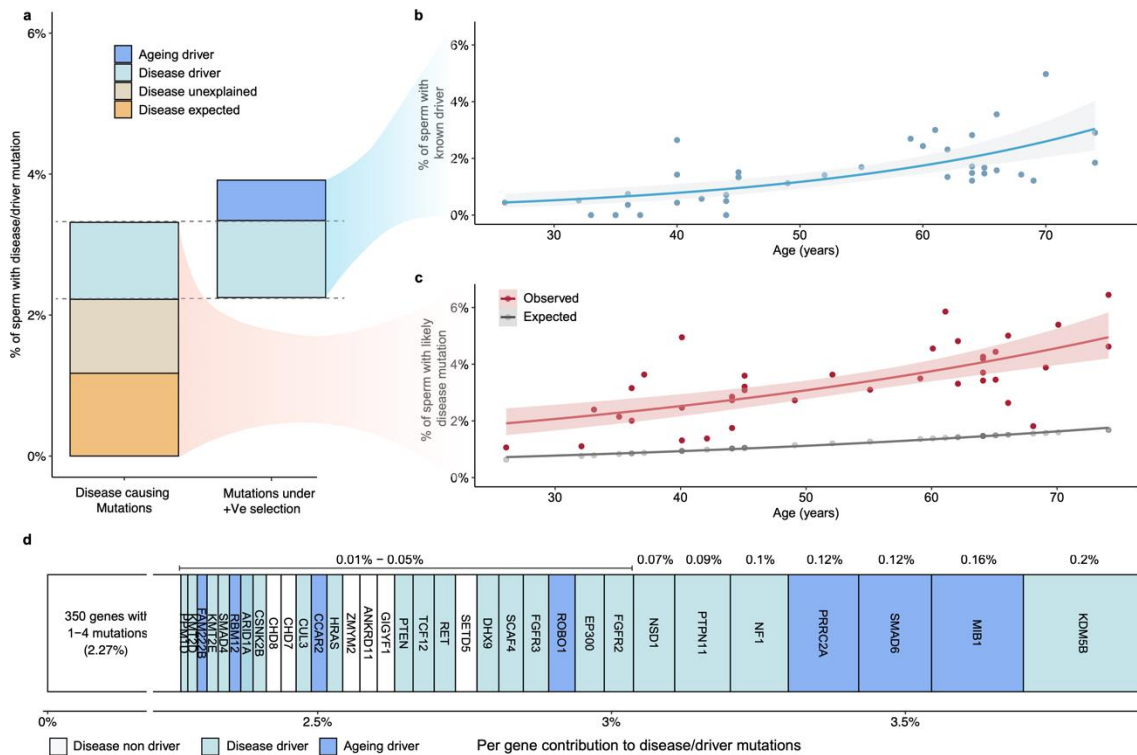 a
6%
4%
2%
0%
% of sperm with disease/driver mutation
Ageing driver
Disease driver
Disease unexplained
Disease expected
Disease causing
Mutations
Mutations under
+Ve selection
b
6%
4%
2%
0%
% of sperm with
known driver
30
40
50
60
70
Age (years)
c
Observed
Expected
6%
4%
2%
0%
% of sperm with likely
disease mutation
30
40
50
60
70
Age (years)
d
0.01% – 0.05%
0.07%
0.09%
0.1%
0.12%
0.12%
0.16%
0.2%
350 genes with
1-4 mutations
(2.27%)
PPM1D
KMT2D
FAM222B
KMT2E
SMAD4
RBM12
ARID1A
CSNK2B
CHD8
CHD7
CUL3
CCAR2
HRAS
ZMYM2
ANKRD11
GIGYF1
PTEN
TCF12
RET
SETD5
DHX9
SCAF4
FGFR3
ROBO1
EP300
FGFR2
NSD1
PTPN11
NF1
PRRC2A
SMAD6
MIB1
KDM5B
0%
2.5%
3%
3.5%
Disease non driver
Disease driver
Ageing driver
Per gene contribution to disease/driver mutations